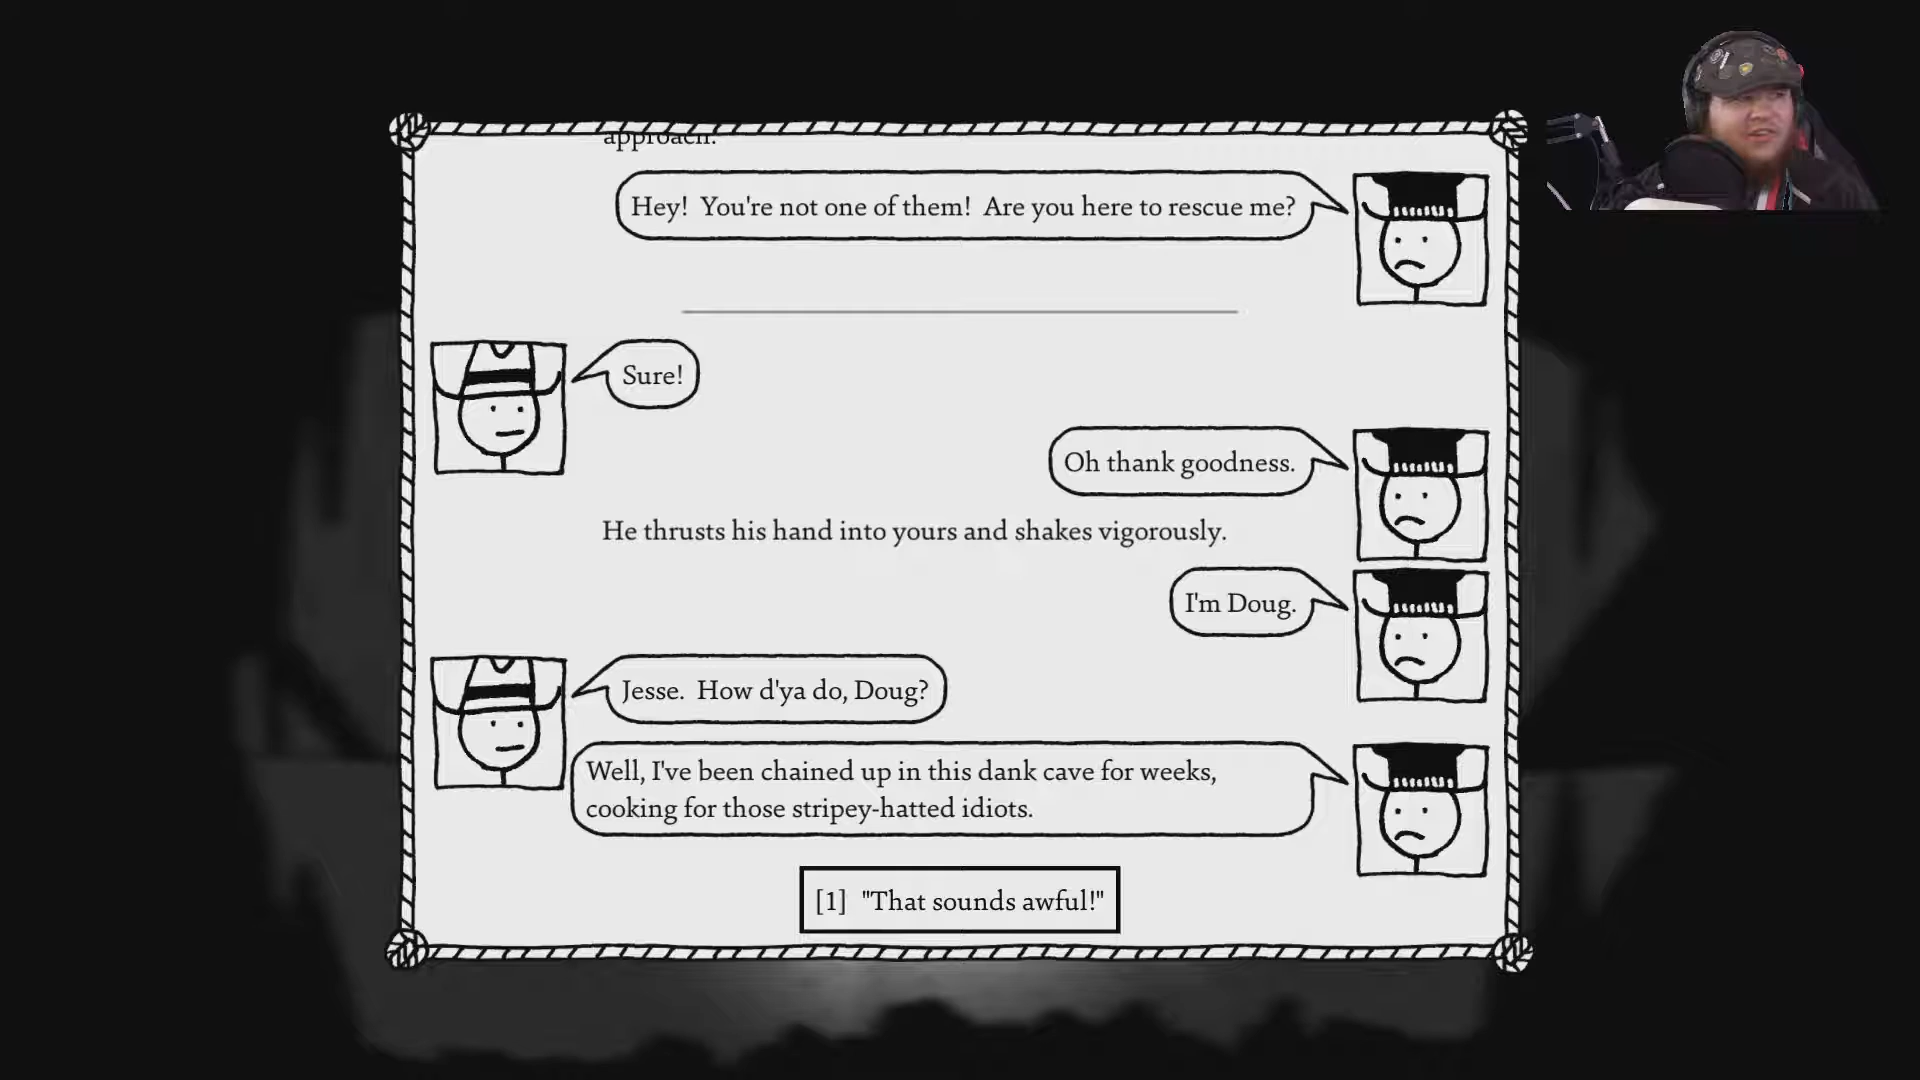 approach.
Hey!  You're not one of them!  Are you here to rescue me?
Sure!
Oh thank goodness.
He thrusts his hand into yours and shakes vigorously.
I'm Doug.
Jesse.  How d'ya do, Doug?
Well, I've been chained up in this dank cave for weeks,
cooking for those stripey-hatted idiots.
[1]  "That sounds awful!"